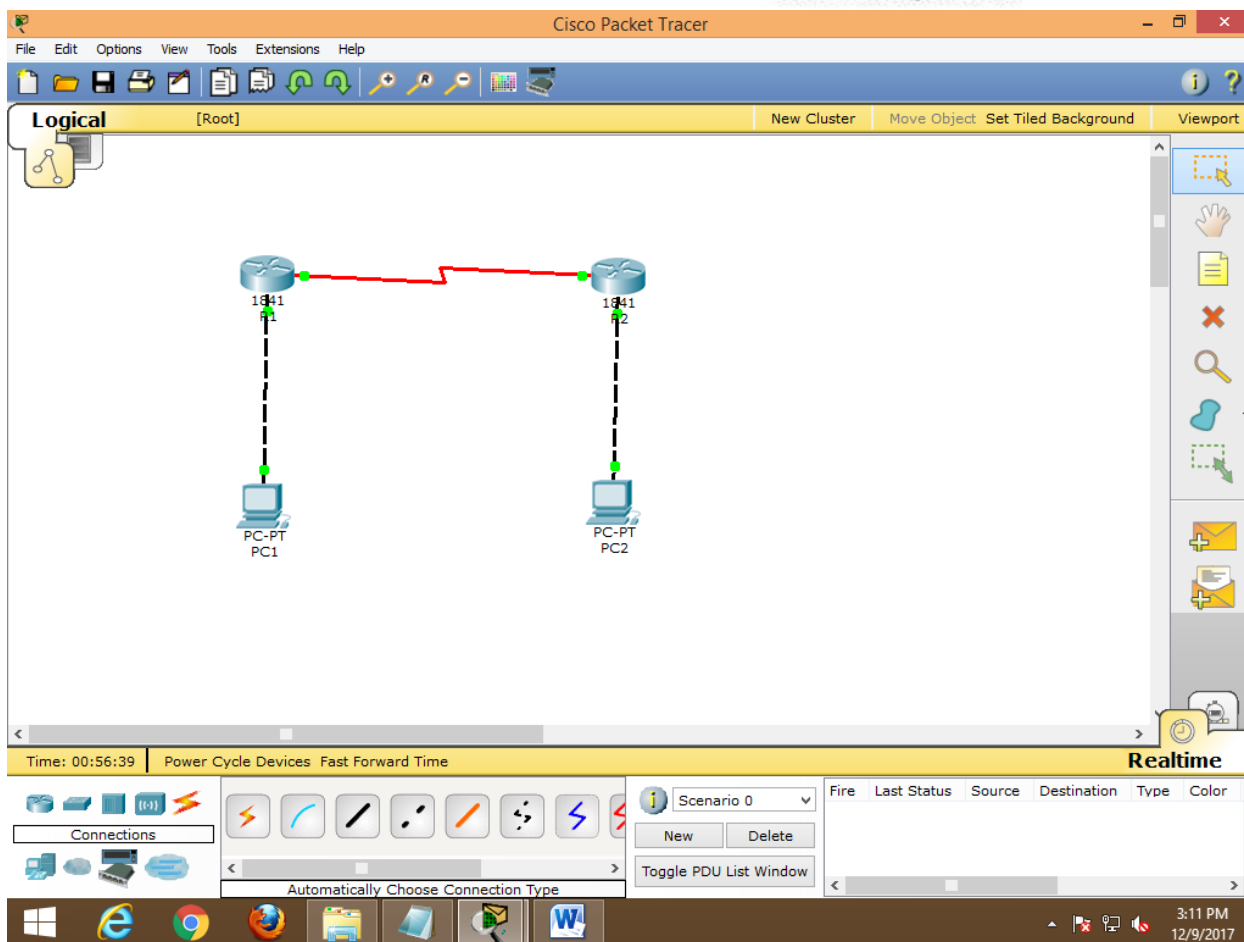 Cisco Packet Tracer
File Edit Options View Tools Extensions Help
Logical [Root] New Cluster Move Object Set Tiled Background Viewport
1841
R1
1841
R2
PC-PT
PC1
PC-PT
PC2
Time: 00:56:39 Power Cycle Devices Fast Forward Time Realtime
Connections
Automatically Choose Connection Type
Scenario 0
New Delete
Toggle PDU List Window
Fire Last Status Source Destination Type Color
3:11 PM
12/9/2017